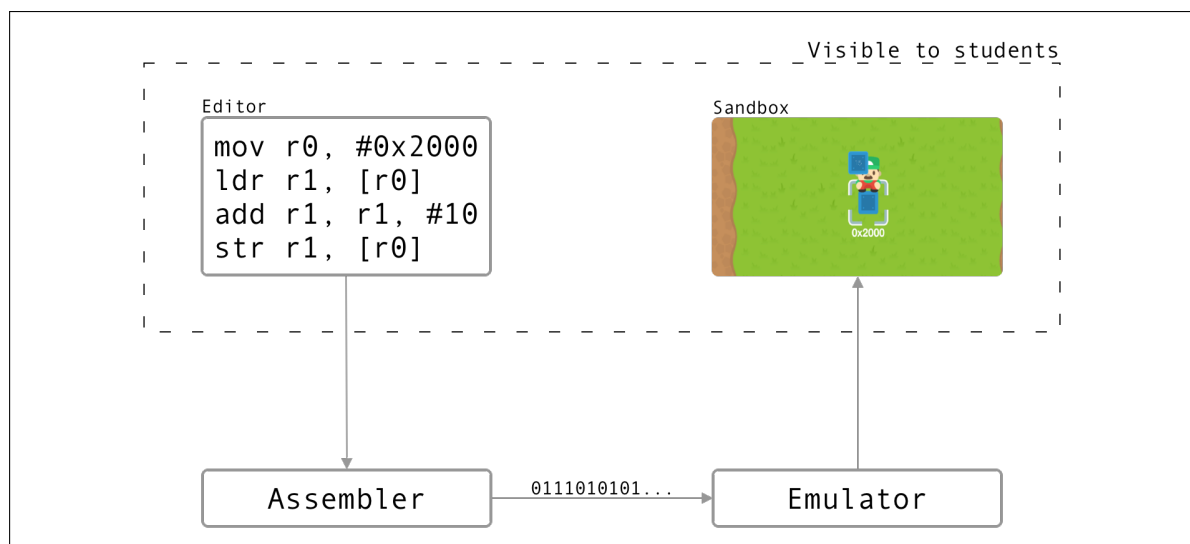 Visible to students
Editor
mov r0, #0x2000
ldr r1, [r0]
add r1, r1, #10
str r1, [r0]
Sandbox
0x2000
Assembler
0111010101...
Emulator